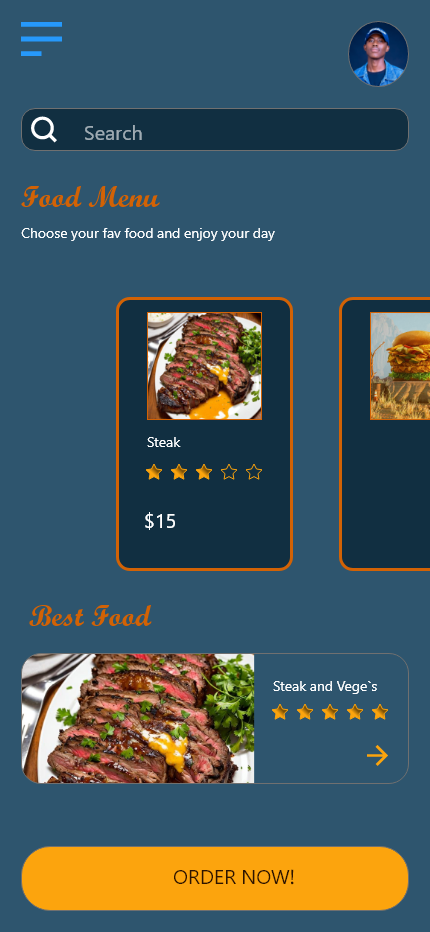 Search
Food Menu
Choose your fav food and enjoy your day
Steak
$15
Best Food
Steak and Vege`s
ORDER NOW!